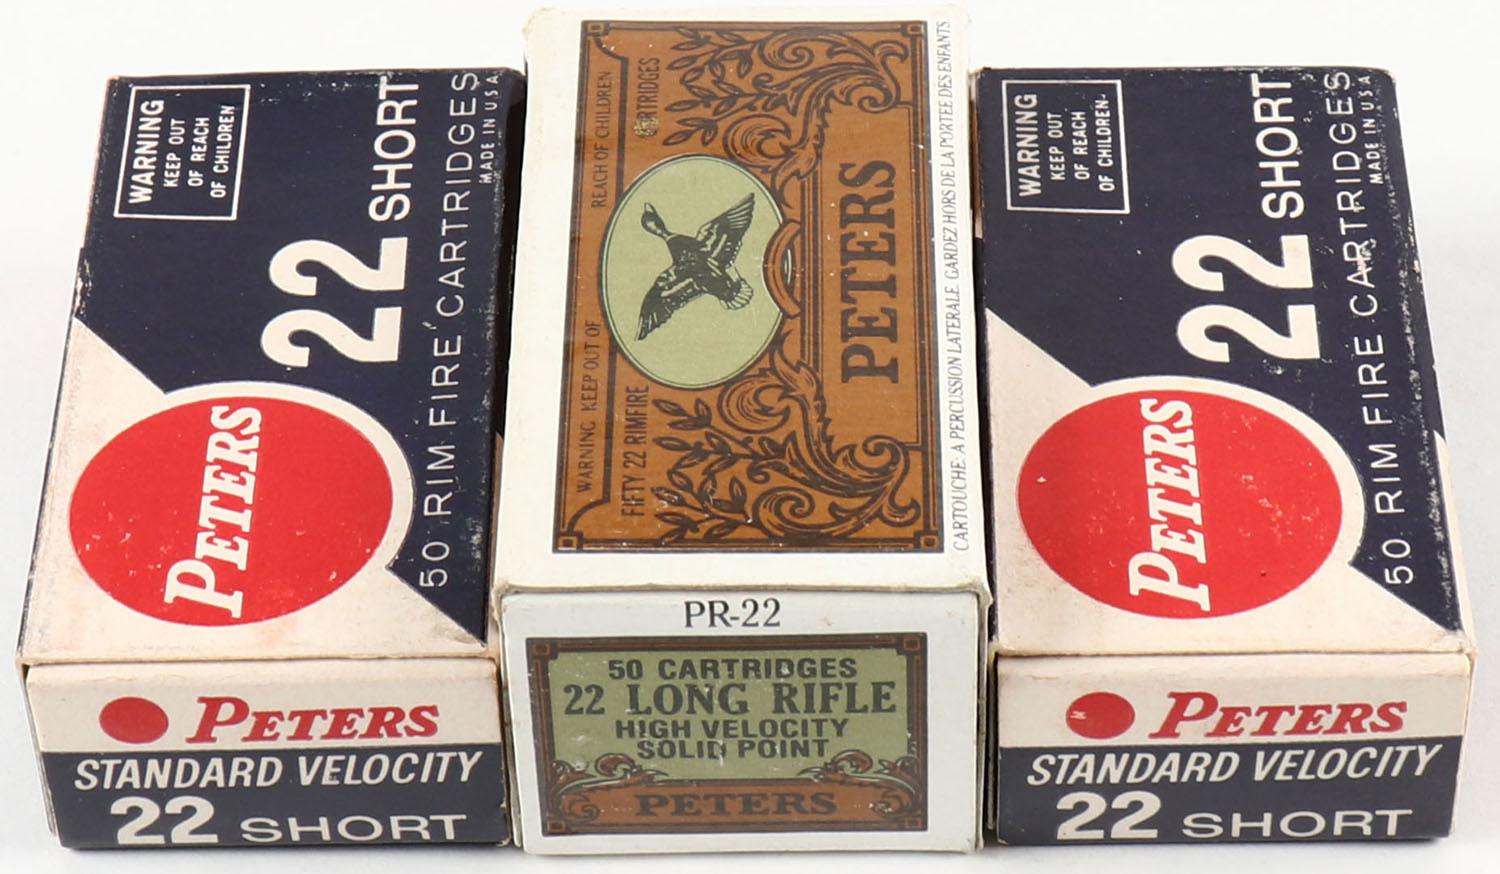 WARNING
KEEP OUT
OF REACH
OF CHILDREN
22 SHORT
50 RIM FIRE CARTRIDGES
MADE IN U.S.A.
PETERS
PETERS
STANDARD VELOCITY
22 SHORT
WARNING KEEP OUT OF REACH OF CHILDREN
FIFTY 22 RIMFIRE CARTRIDGES
PETERS
CARTOUCHE: A PERCUSSION LATERALE GARDEZ HORS DE LA PORTEE DES ENFANTS
PR-22
50 CARTRIDGES
22 LONG RIFLE
HIGH VELOCITY
SOLID POINT
PETERS
WARNING
KEEP OUT
OF REACH
OF CHILDREN
22 SHORT
50 RIM FIRE CARTRIDGES
MADE IN U.S.A.
PETERS
PETERS
STANDARD VELOCITY
22 SHORT